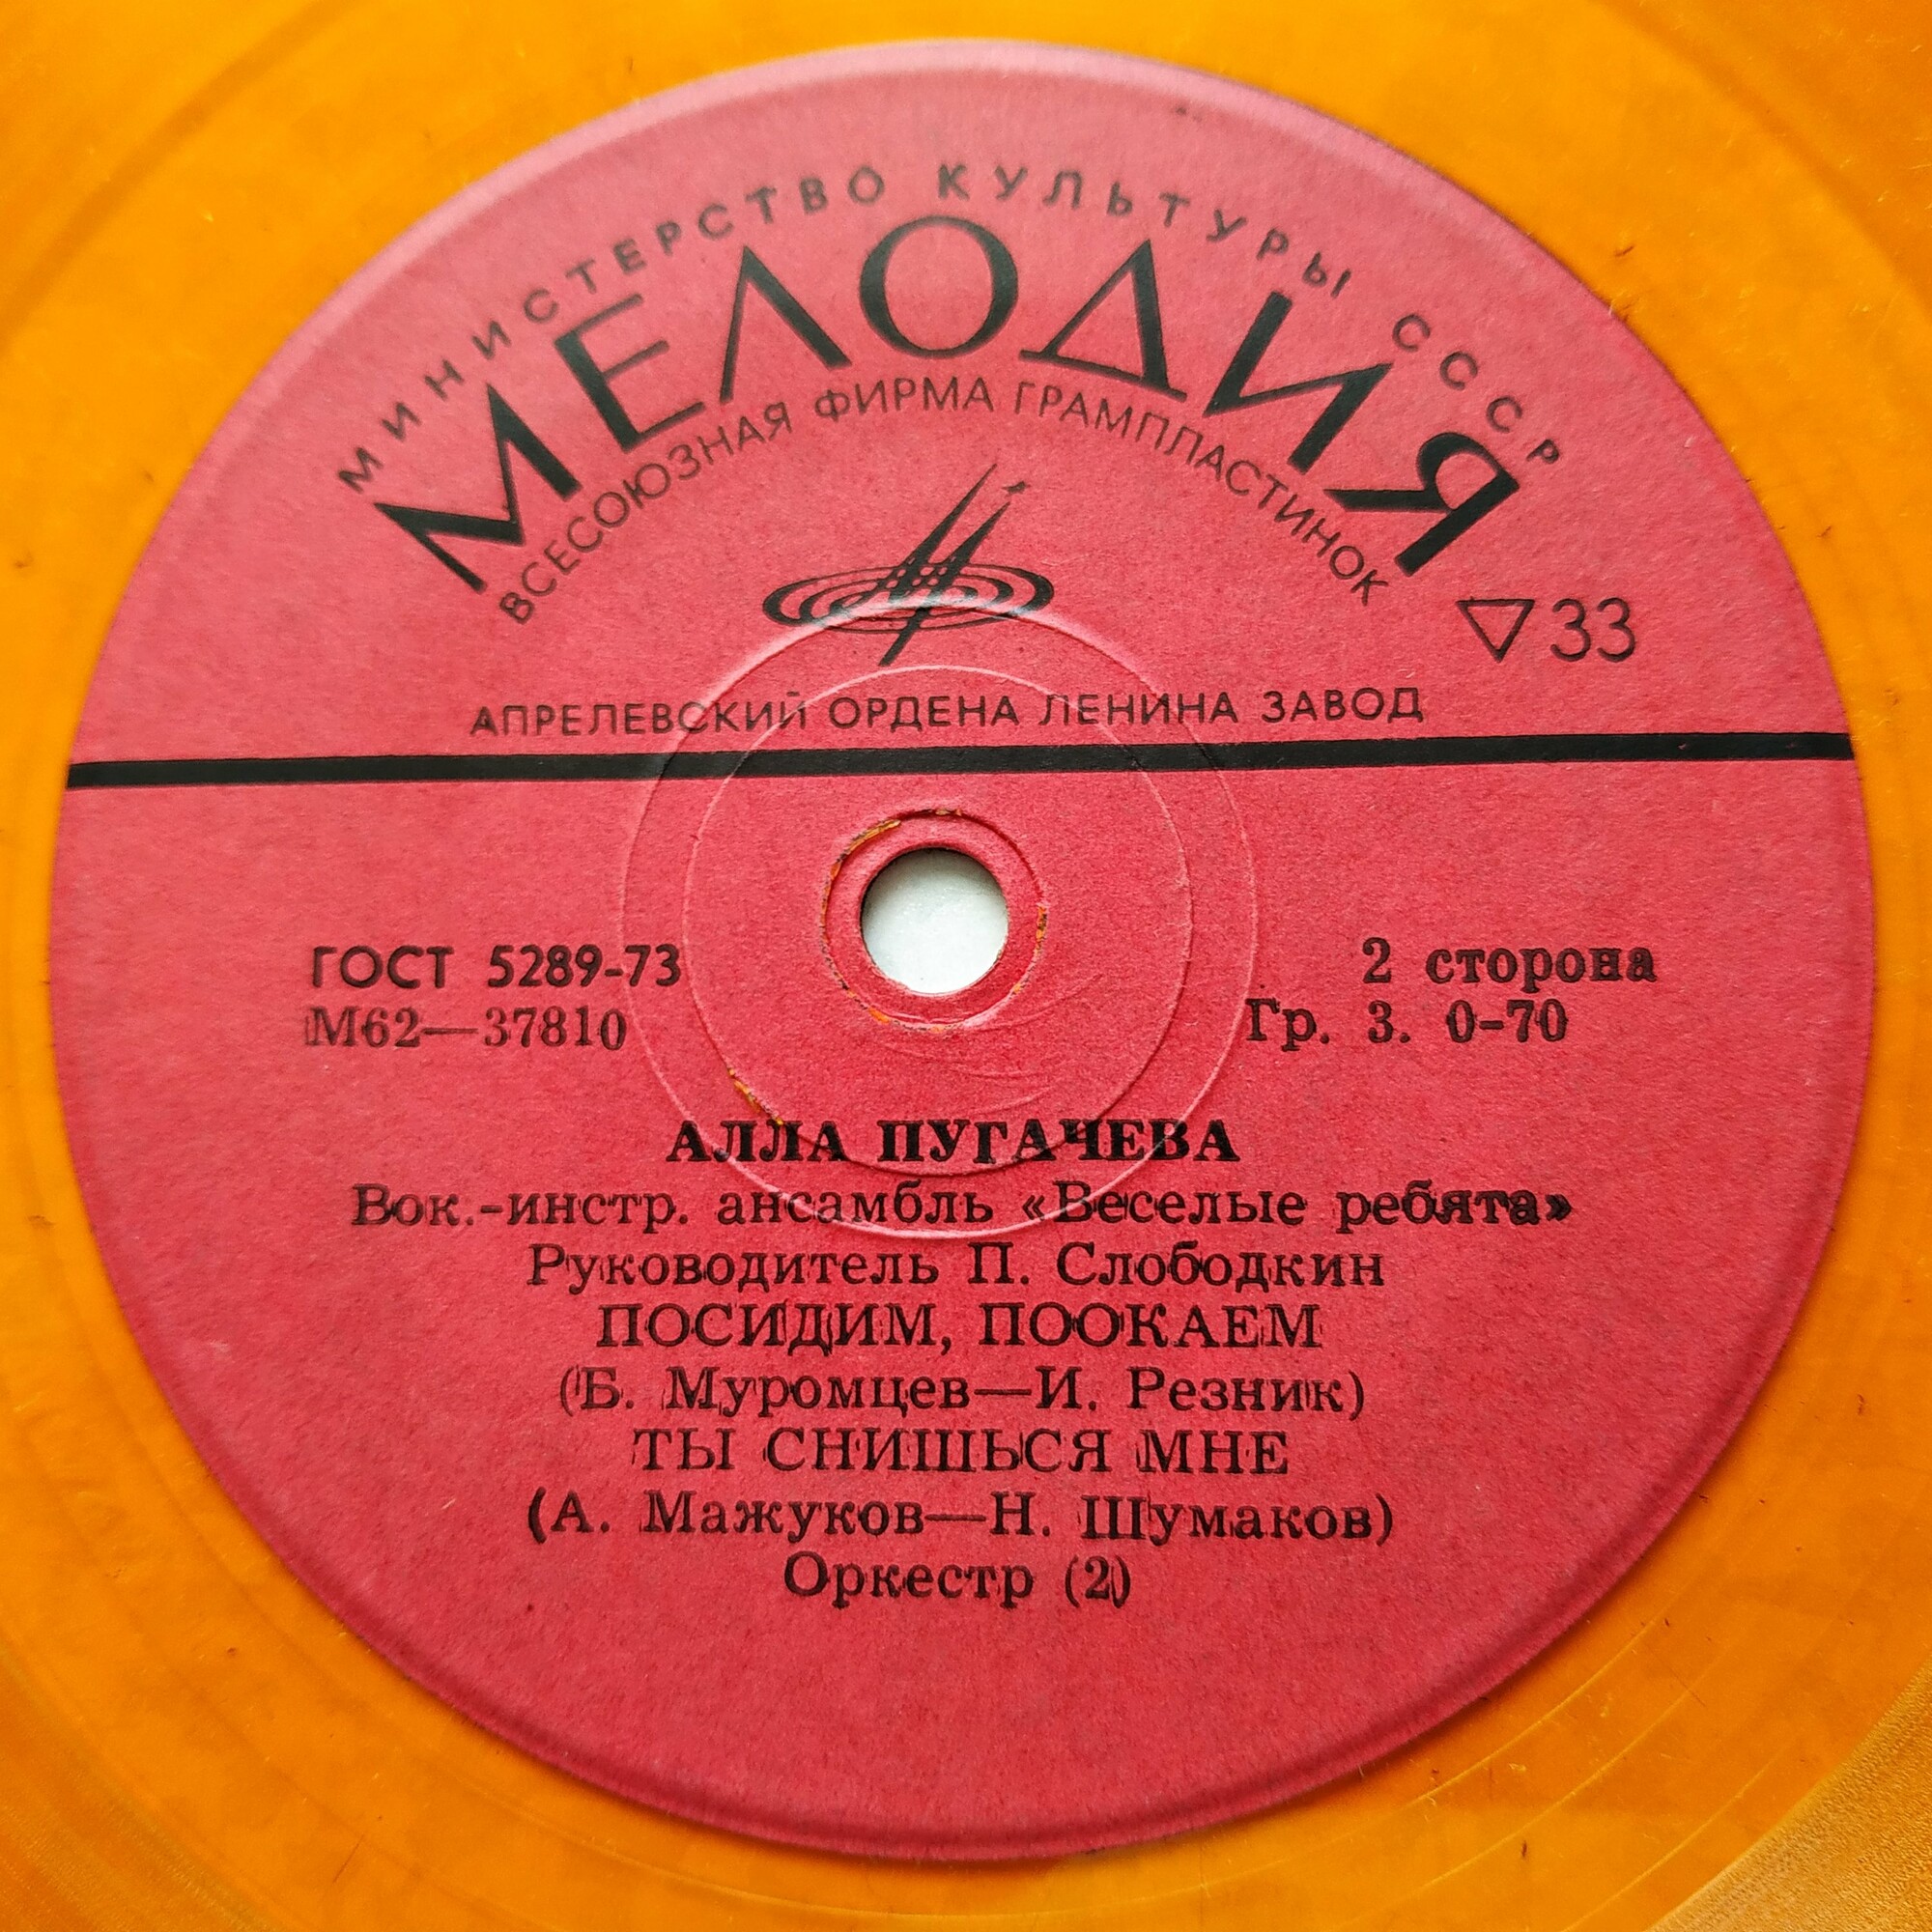 МИНИСТЕРСТВО КУЛЬТУРЫ СССР
МЕЛОДИЯ
ВСЕСОЮЗНАЯ ФИРМА ГРАМПЛАСТИНОК
33
АПРЕЛЕВСКИЙ ОРДЕНА ЛЕНИНА ЗАВОД
ГОСТ 5289-73 2 сторона
М62—37810 Гр. 3. 0-70
АЛЛА ПУГАЧЕВА
Вок.-инстр. ансамбль «Веселые ребята»
Руководитель П. Слободкин
ПОСИДИМ, ПООКАЕМ
(Б. Муромцев—И. Резник)
ТЫ СНИШЬСЯ МНЕ
(А. Мажуков—Н. Шумаков)
Оркестр (2)